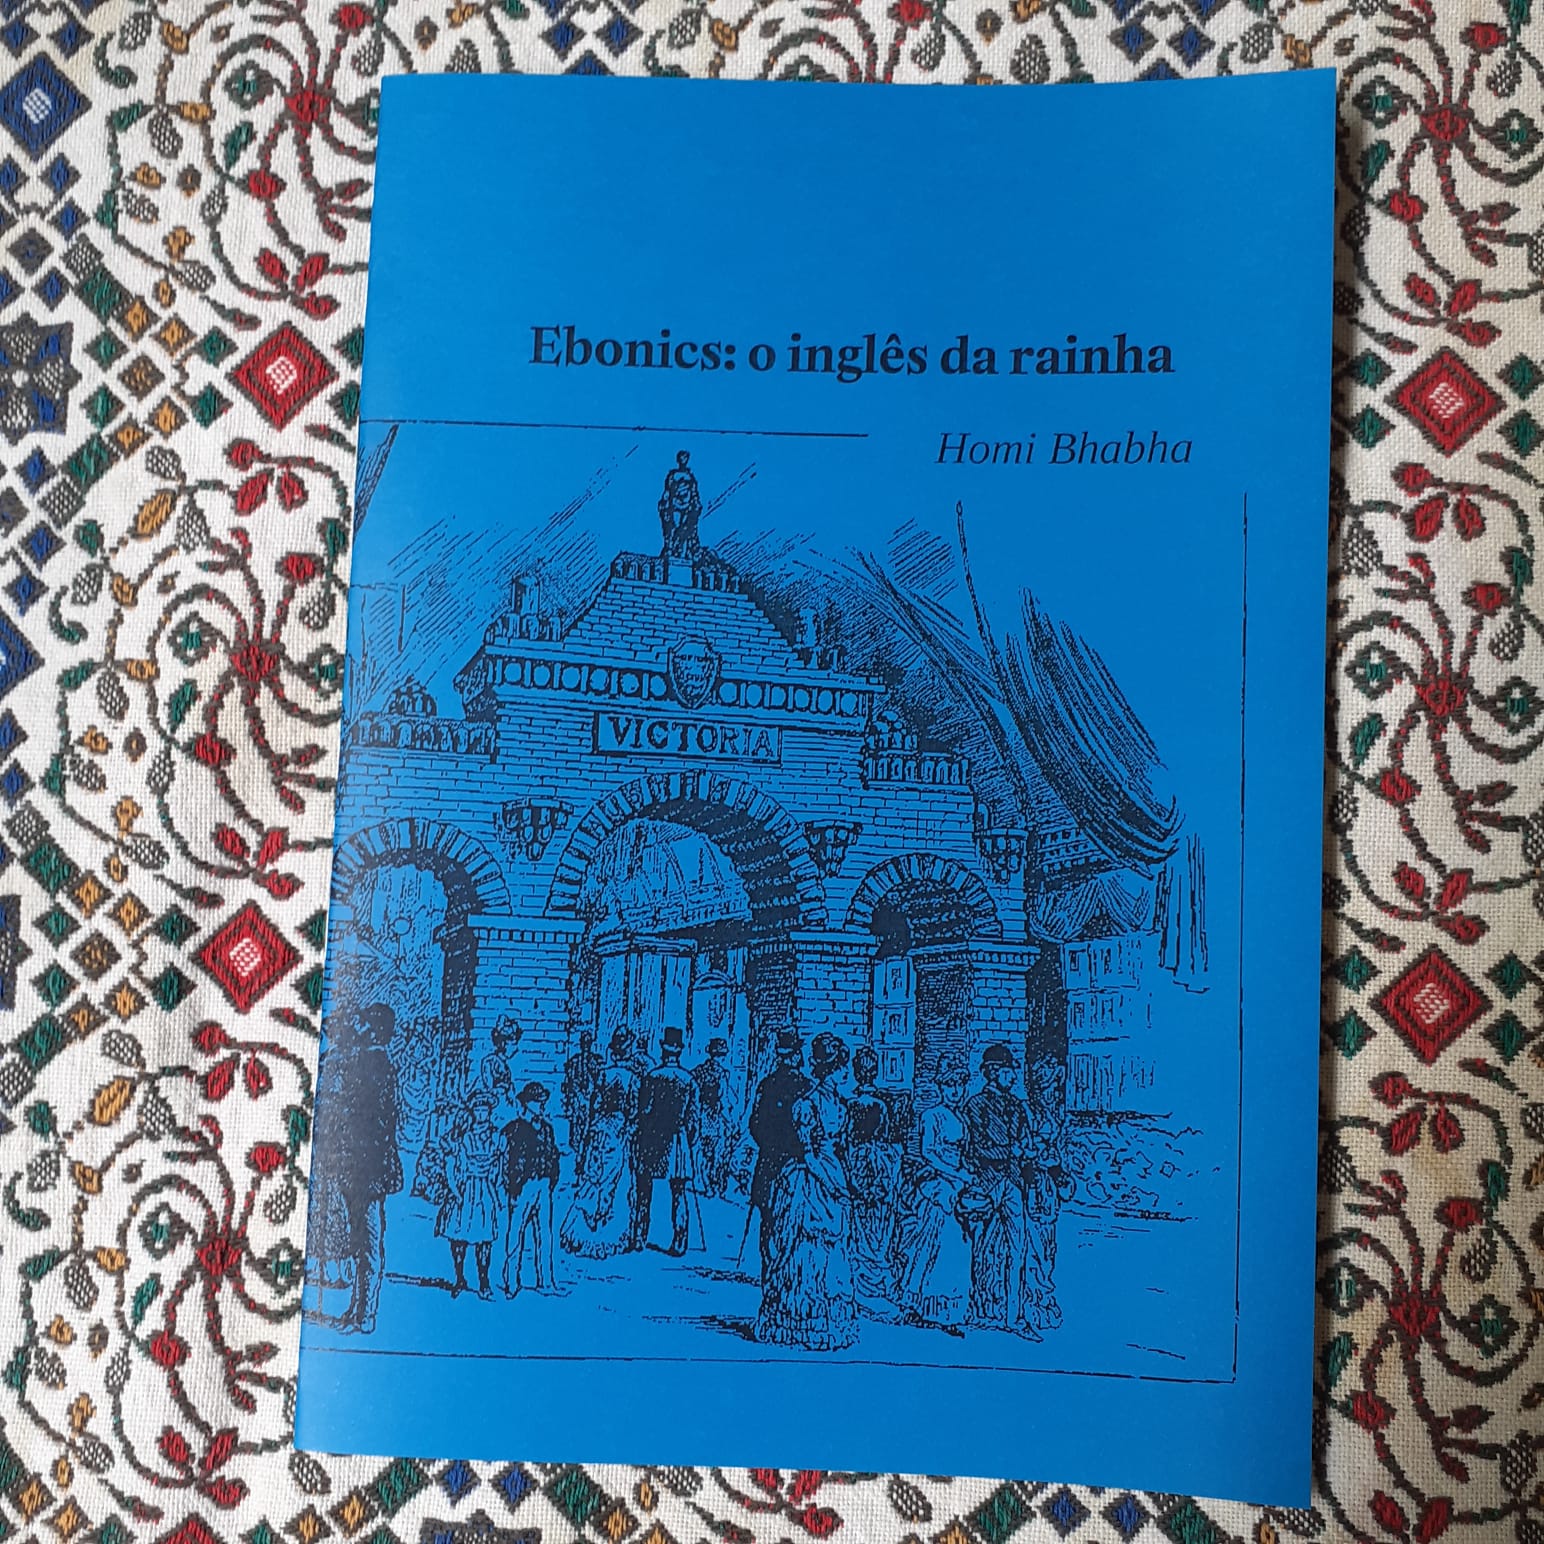 Ebonics: o inglês da rainha
Homi Bhabha
VICTORIA